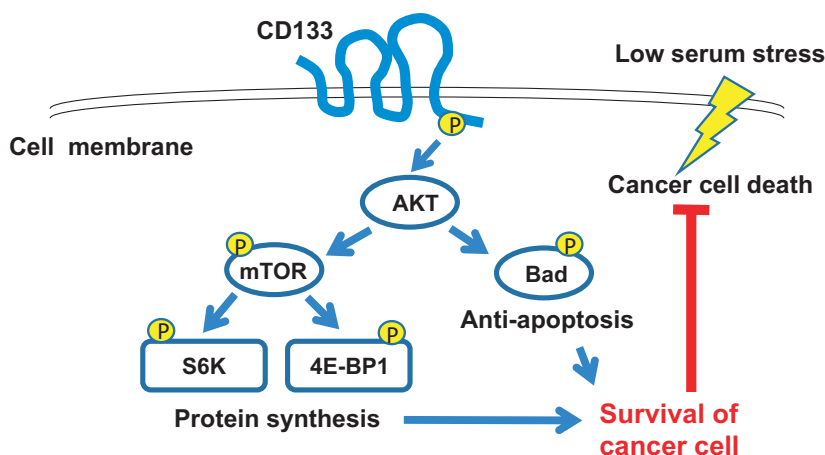 CD133
Low serum stress
P
Cell membrane
Cancer cell death
AKT
P
P
mTOR
Bad
Anti-apoptosis
P
P
S6K
4E-BP1
Protein synthesis
Survival of
cancer cell